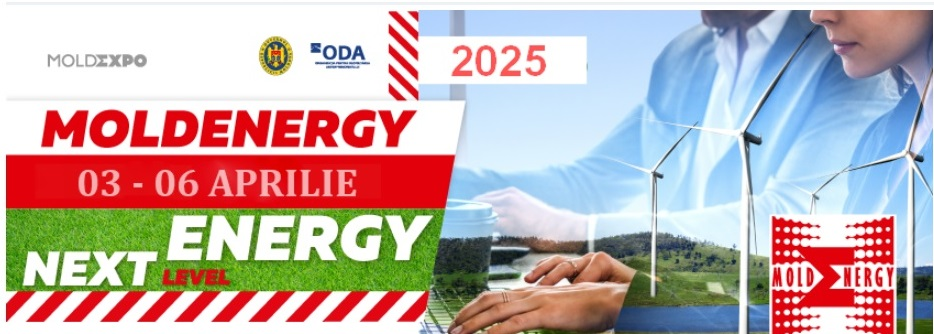 MOLDEXPO
ODA
2025
MOLDENERGY
03 - 06 APRILIE
NEXT ENERGY
LEVEL
MOLD ENERGY